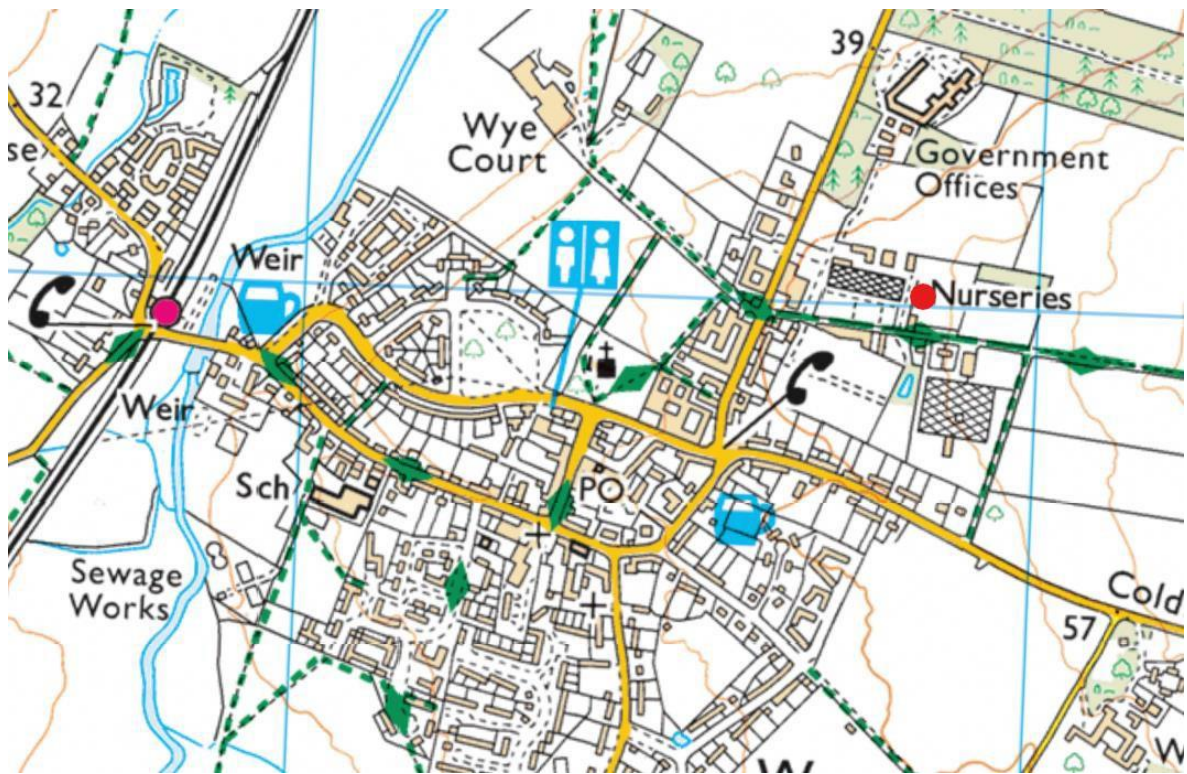 39
32
se
Wye
Court
Government
Offices
Weir
Nurseries
Weir
Sch
PO
Sewage
Works
Cold
57
W
W